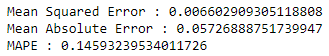 Mean Squared Error : 0.006602909305118808
Mean Absolute Error : 0.05726888751739947
MAPE : 0.14593239534011726